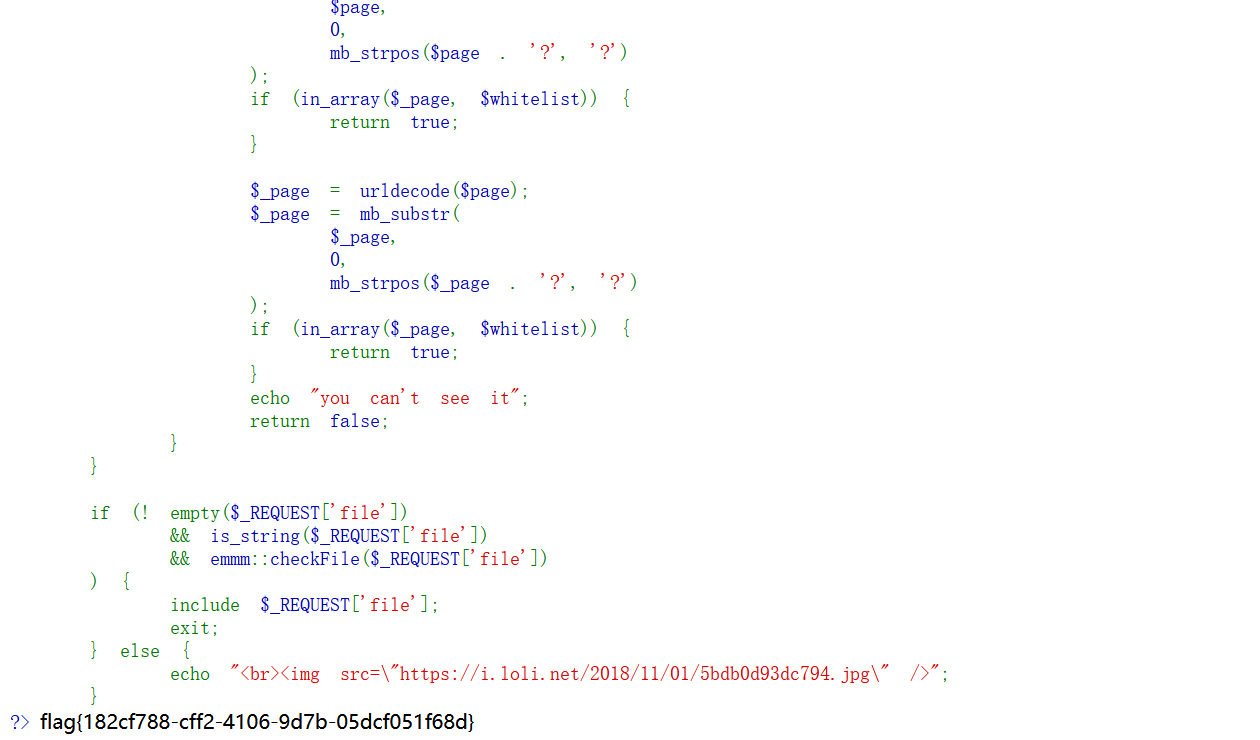 $page,
0,
mb_strpos($page . '?', '?')
);
if (in_array($_page, $whitelist)) {
return true;
}
$_page = urldecode($page);
$_page = mb_substr(
$_page,
0,
mb_strpos($_page . '?', '?')
);
if (in_array($_page, $whitelist)) {
return true;
}
echo "you can't see it";
return false;
}
}
if (! empty($_REQUEST['file'])
&& is_string($_REQUEST['file'])
&& emmm::checkFile($_REQUEST['file'])
) {
include $_REQUEST['file'];
exit;
} else {
echo "<br><img src=\"https://i.loli.net/2018/11/01/5bdb0d93dc794.jpg\" />";
}
?> flag{182cf788-cff2-4106-9d7b-05dcf051f68d}